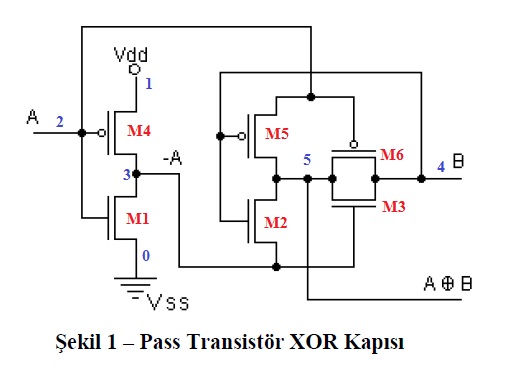 Vdd
1
A
2
M4
M5
-A
3
5
M6
4
B
M1
M2
M3
0
Vss
A ⊕ B
Şekil 1 – Pass Transistör XOR Kapısı